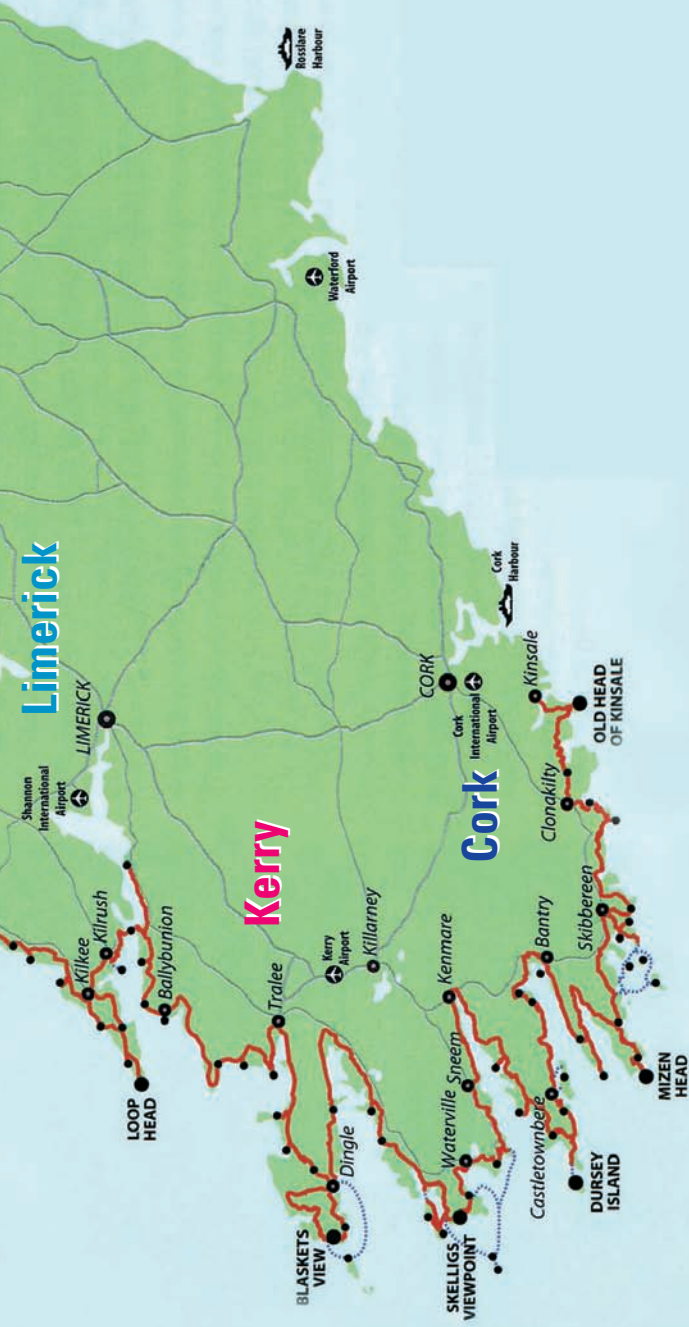 Limerick
LIMERICK
Shannon
International
Airport
Kilkee
Kilrush
LOOP
HEAD
Ballybunion
Kerry
Tralee
Kerry
Airport
Killarney
Dingle
BLASKETS
VIEW
Kenmare
Sneem
Waterville
SKELLIGS
VIEWPOINT
Castletownbere
DURSEY
ISLAND
Bantry
MIZEN
HEAD
Skibbereen
Clonakilty
Cork
CORK
Cork
International
Airport
Kinsale
OLD HEAD
OF KINSALE
Cork
Harbour
Waterford
Airport
Rosslare
Harbour